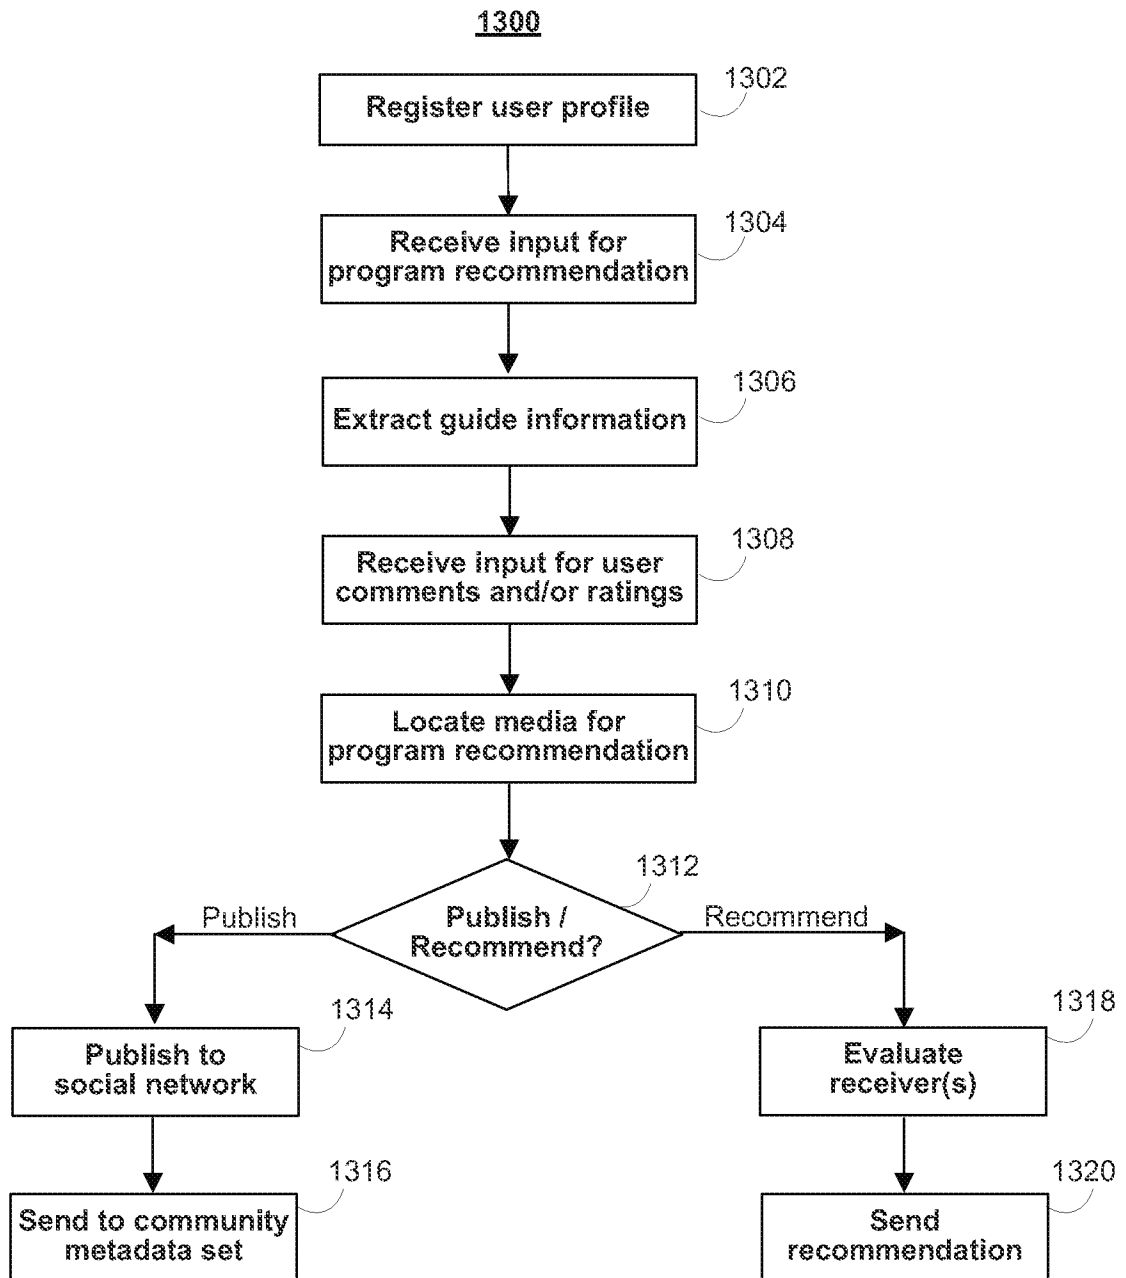 1300
Register user profile
1302
Receive input for
program recommendation
1304
Extract guide information
1306
Receive input for user
comments and/or ratings
1308
Locate media for
program recommendation
1310
Publish /
Recommend?
1312
Publish
Recommend
Publish to
social network
1314
Evaluate
receiver(s)
1318
Send to community
metadata set
1316
Send
recommendation
1320